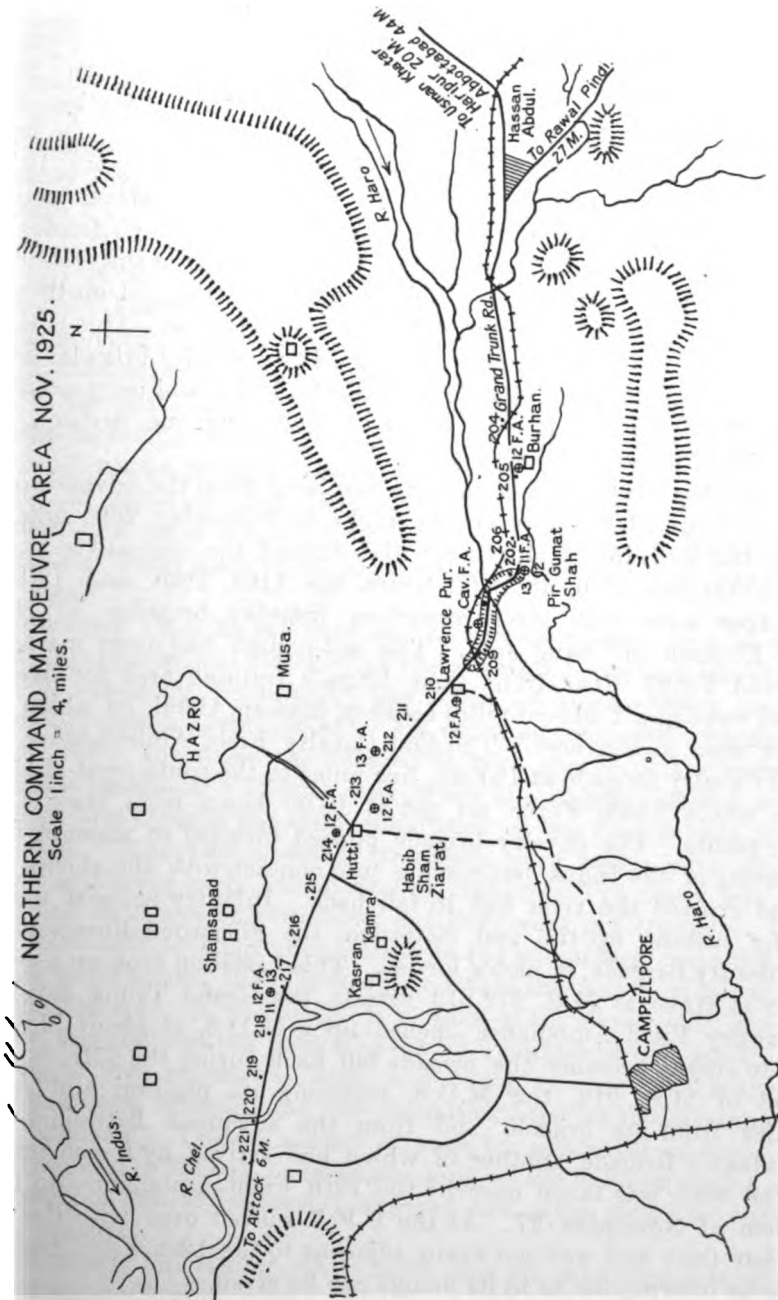 NORTHERN COMMAND MANOEUVRE AREA NOV. 1925.
Scale 1 inch = 4 miles.
N
R. Indus.
R. Chel.
To Attock 6 M.
221
220
219
218
12 F.A.
11
13
217
216
215
214
12 F.A.
Hutti
213
12 F.A.
13 F.A.
212
211
210
Shamsabad
HAZRO
Musa.
Kasran
Kamra
Habib
Sham.
Ziarat
CAMPELLPORE
R. Haro
12 F.A.
Lawrence Pur.
Cav. F.A.
209
206
202
11 F.A.
13
12
Pir Gumat
Shah
205
204
12 F.A.
Burhan.
Grand Trunk Rd.
R Haro
To Usman Khatar
Haripur 20 M.
Abbottabad 44 M
Hassan
Abdul.
To Rawal Pindi.
27 M.